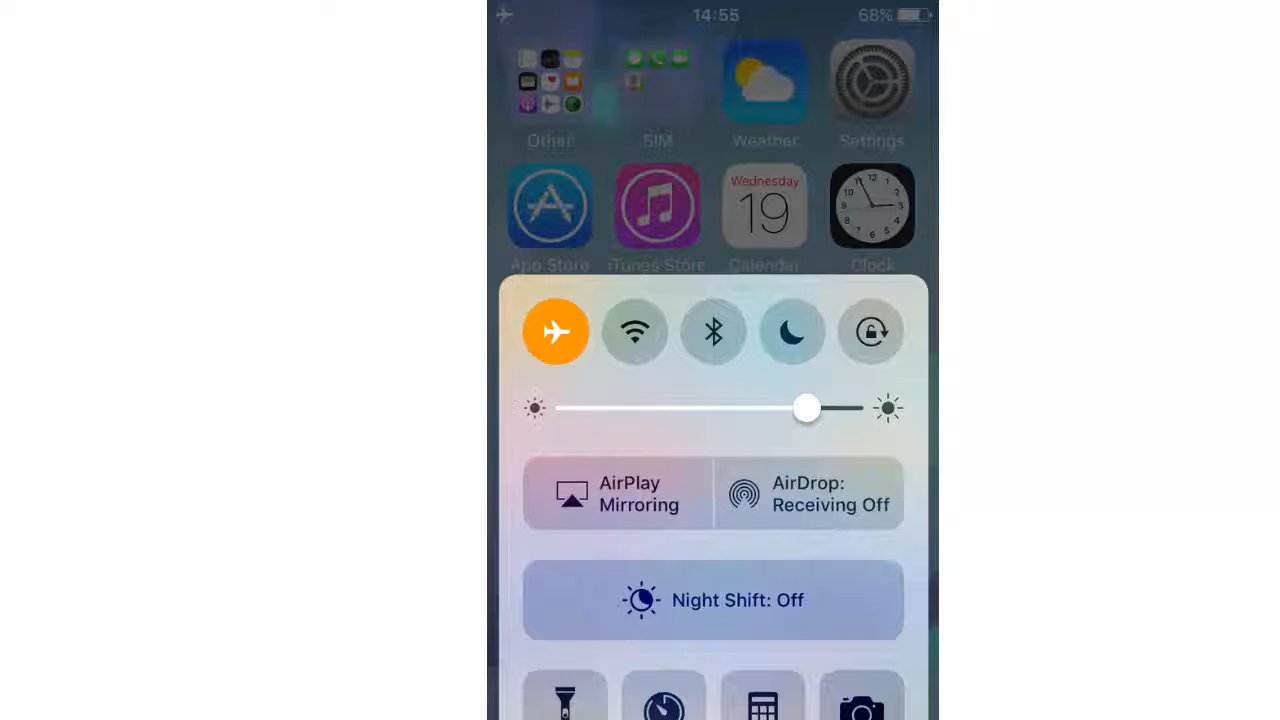 14:55 68%
Other SIM Weather Settings
Wednesday
19
App Store iTunes Store Calendar Clock
AirPlay
Mirroring
AirDrop:
Receiving Off
Night Shift: Off